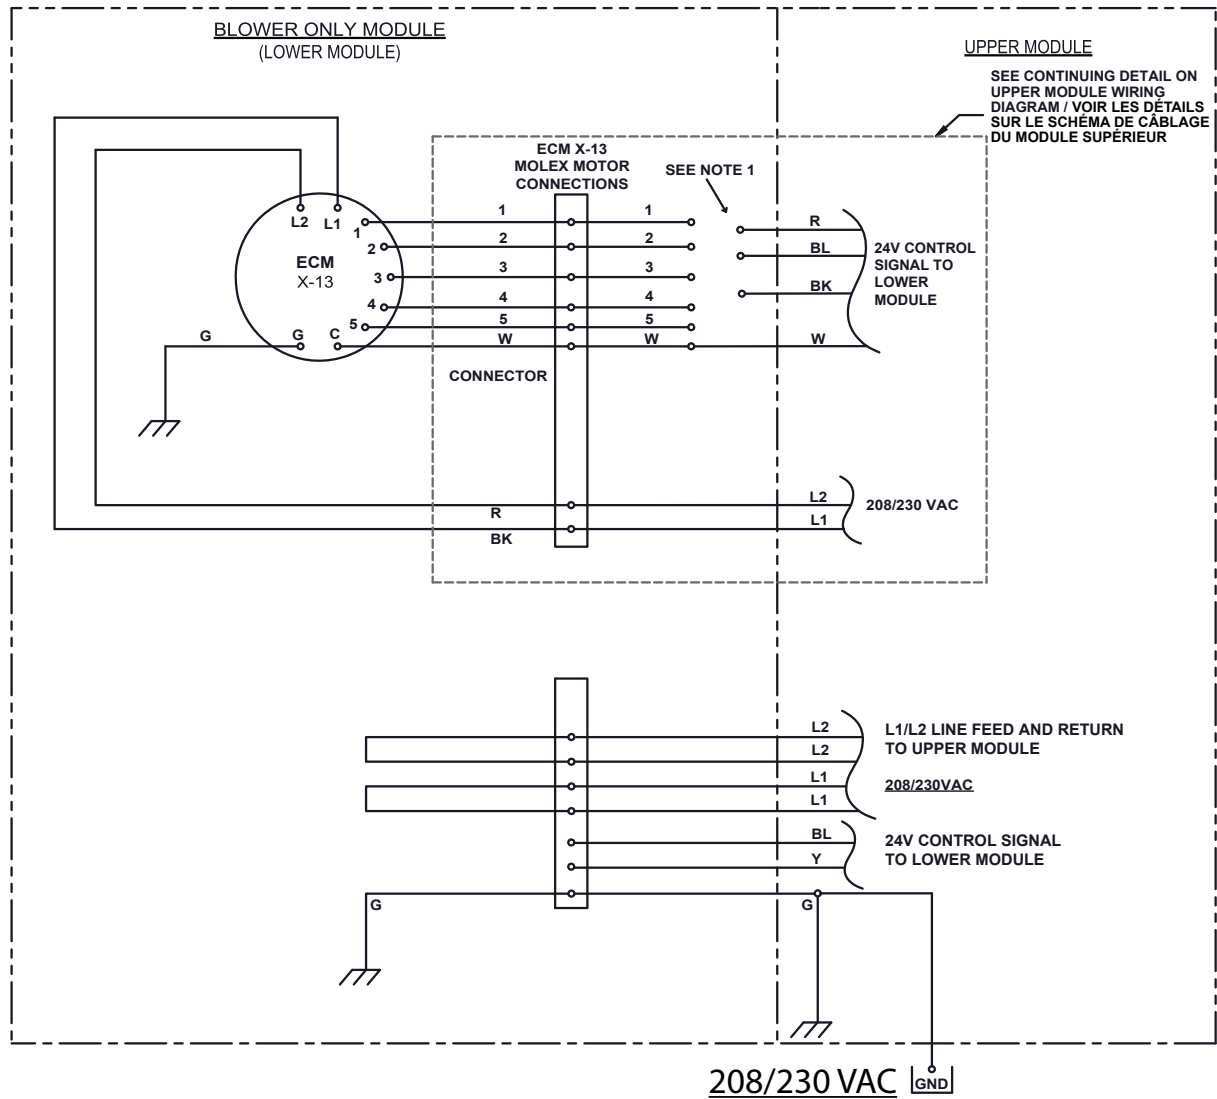 BLOWER ONLY MODULE
(LOWER MODULE)
UPPER MODULE
SEE CONTINUING DETAIL ON
UPPER MODULE WIRING
DIAGRAM / VOIR LES DÉTAILS
SUR LE SCHÉMA DE CÂBLAGE
DU MODULE SUPÉRIEUR
ECM X-13
MOLEX MOTOR
CONNECTIONS
SEE NOTE 1
L2 L1
1
2
3
4
5
ECM
X-13
G C
G
1 1
2 2
3 3
4 4
5 5
W W W
R
BL
BK
24V CONTROL
SIGNAL TO
LOWER
MODULE
CONNECTOR
R
BK
L2
L1
208/230 VAC
L2
L2
L1
L1
L1/L2 LINE FEED AND RETURN
TO UPPER MODULE
208/230VAC
BL
Y
24V CONTROL SIGNAL
TO LOWER MODULE
G G
208/230 VAC
GND